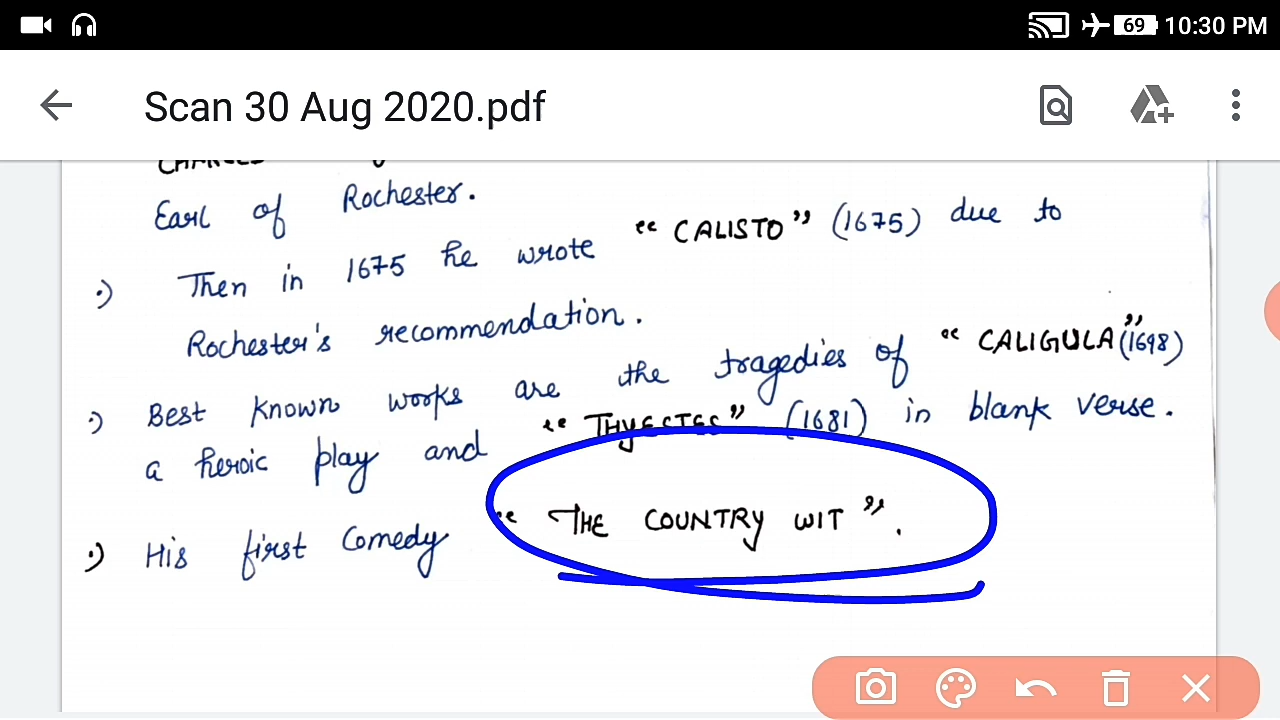 69 10:30 PM
Scan 30 Aug 2020.pdf
Earl of Rochester.
:) Then in 1675 he wrote "CALISTO" (1675) due to
Rochester's recommendation.
:) Best known works are the tragedies of "CALIGULA" (1698)
a heroic play and "THYESTES" (1681) in blank verse.
:) His first Comedy "THE COUNTRY WIT".